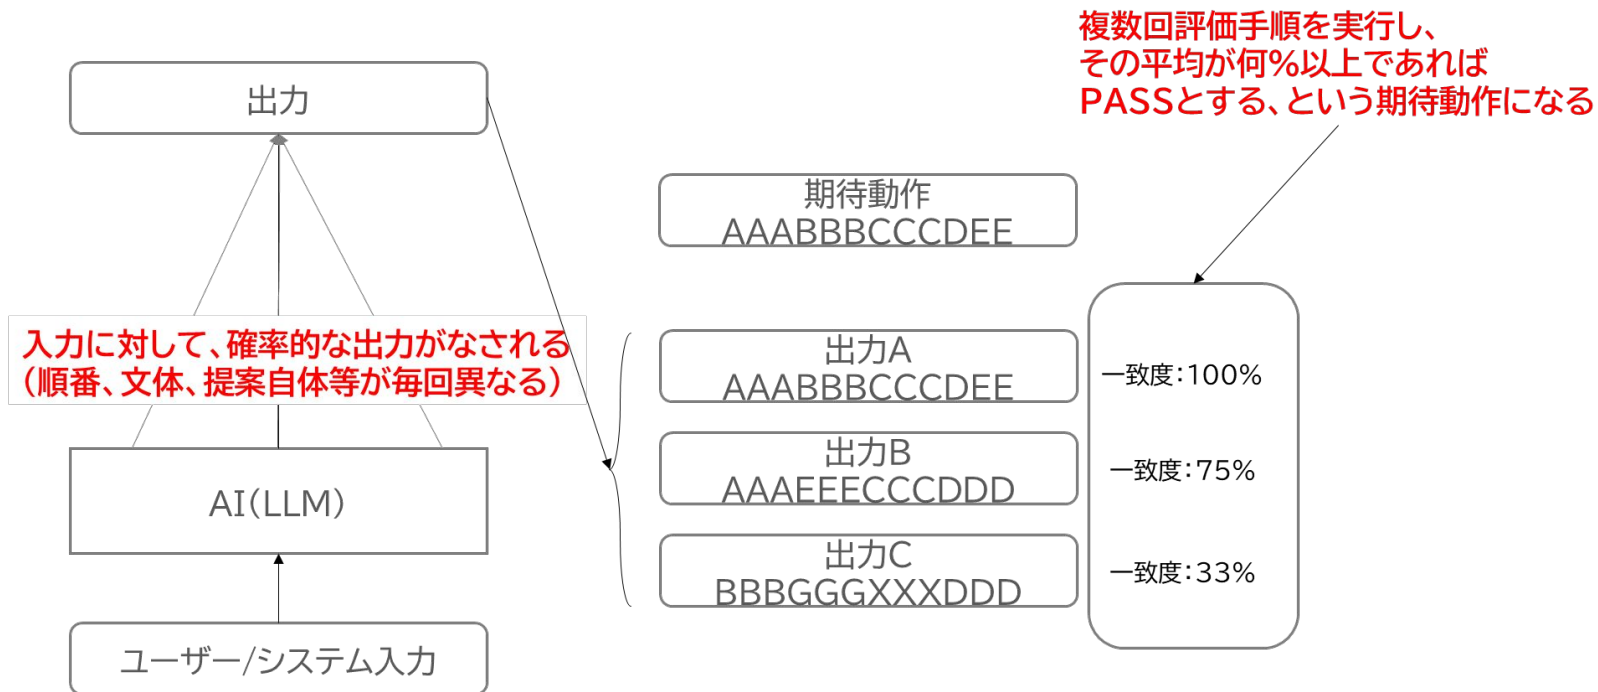 複数回評価手順を実行し、
その平均が何%以上であれば
PASSとする、という期待動作になる
出力
期待動作
AAABBBCCCDEE
入力に対して、確率的な出力がなされる
（順番、文体、提案自体等が毎回異なる）
出力A
AAABBBCCCDEE
一致度：100%
出力B
AAAEEECCCDDD
一致度：75%
出力C
BBBGGGXXXDDD
一致度：33%
AI（LLM）
ユーザー/システム入力